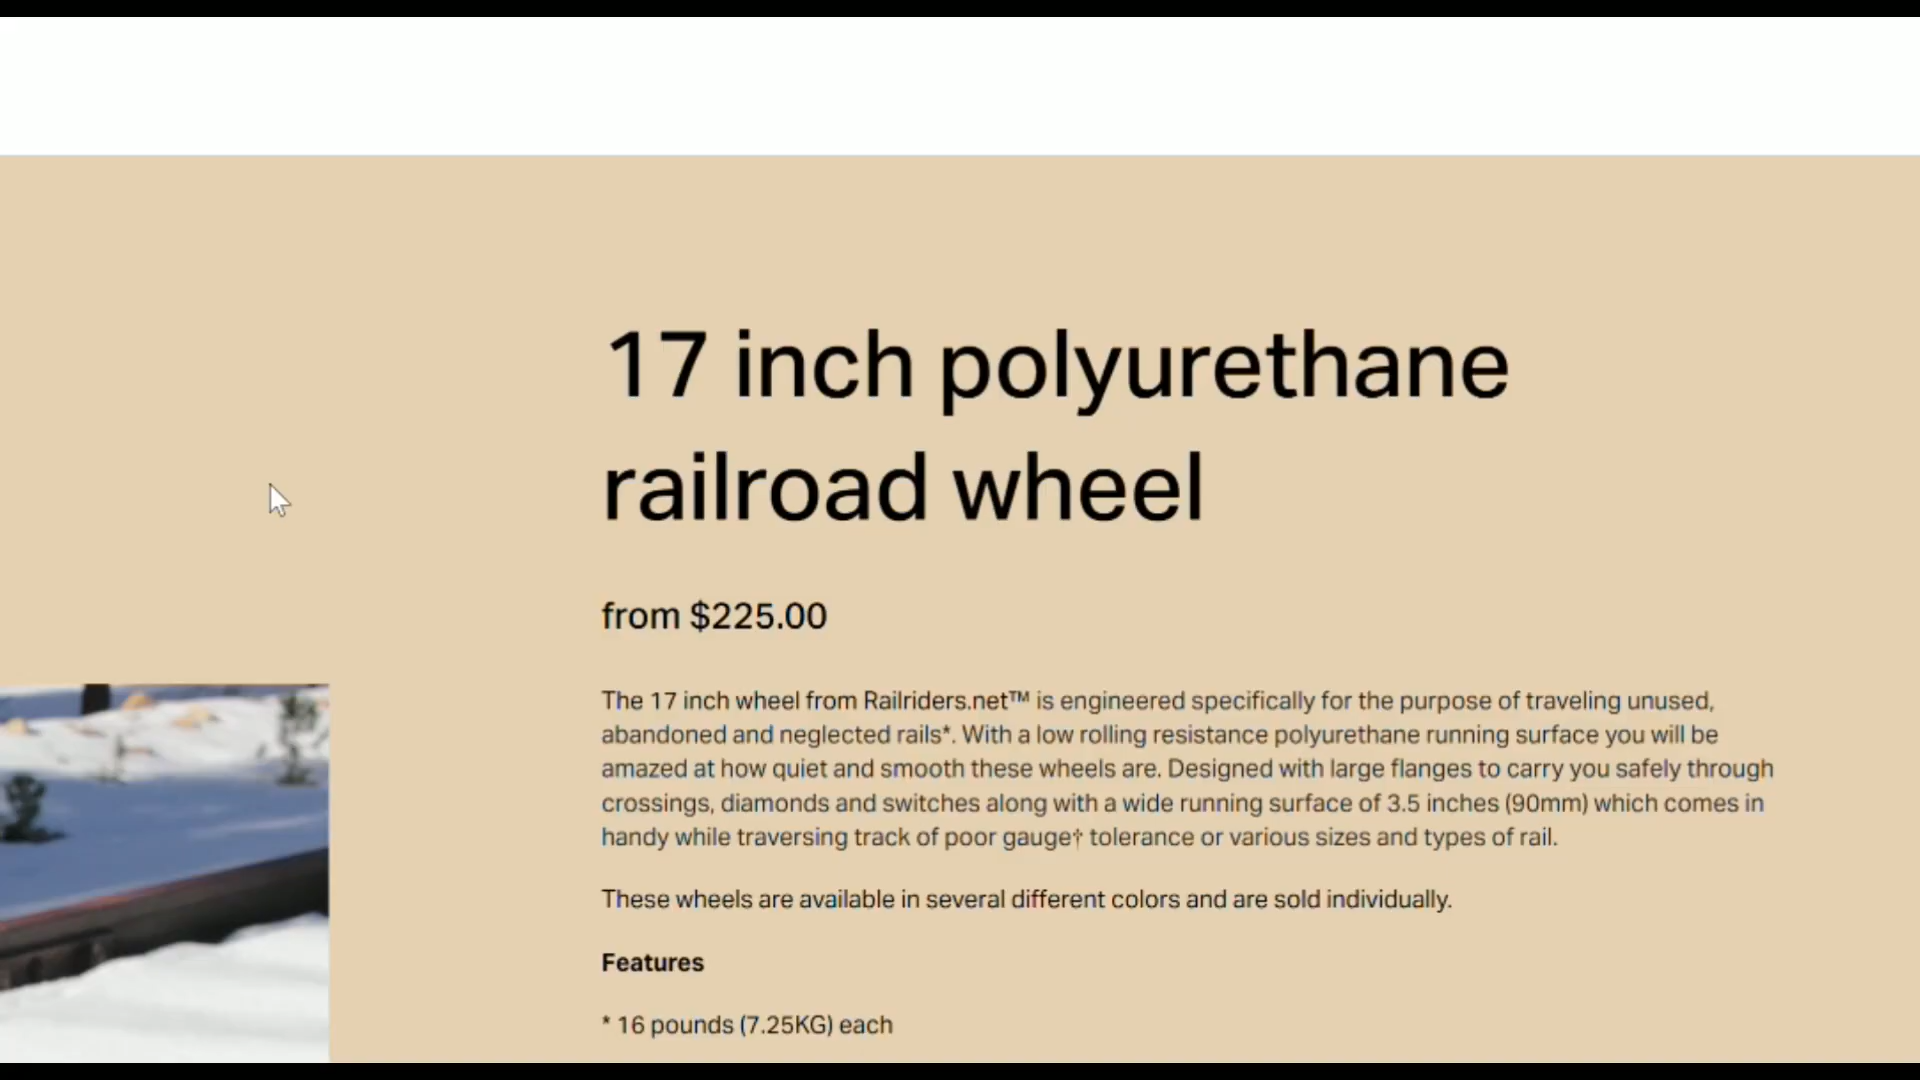 17 inch polyurethane
railroad wheel
from $225.00
The 17 inch wheel from Railriders.net™ is engineered specifically for the purpose of traveling unused,
abandoned and neglected rails*. With a low rolling resistance polyurethane running surface you will be
amazed at how quiet and smooth these wheels are. Designed with large flanges to carry you safely through
crossings, diamonds and switches along with a wide running surface of 3.5 inches (90mm) which comes in
handy while traversing track of poor gauge† tolerance or various sizes and types of rail.
These wheels are available in several different colors and are sold individually.
Features
* 16 pounds (7.25KG) each